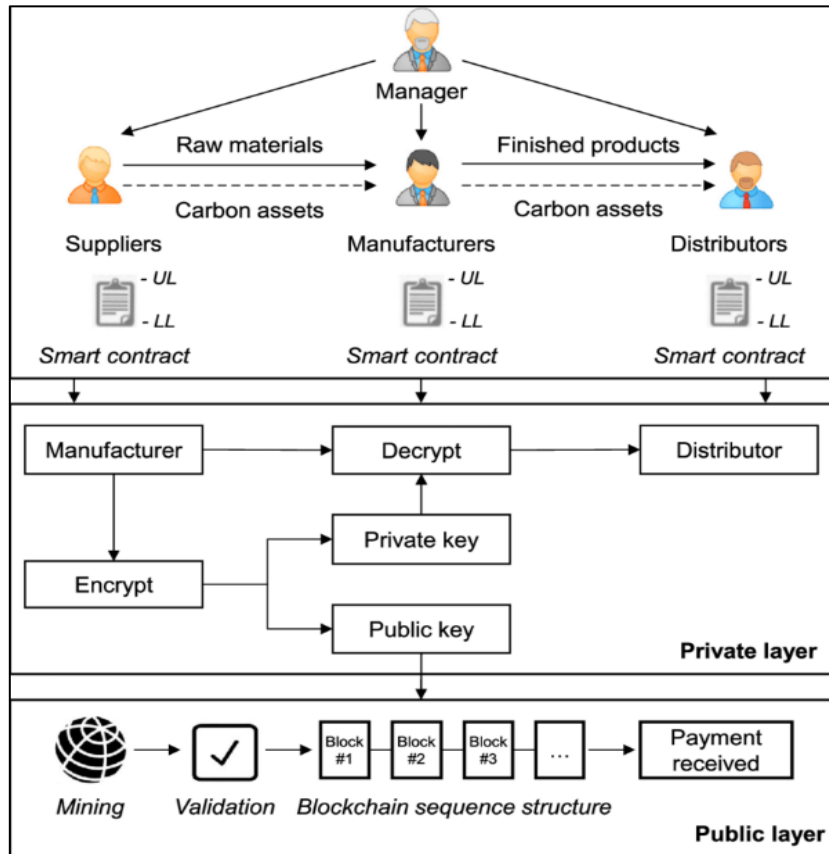 Manager
Raw materials
Finished products
Carbon assets
Carbon assets
Suppliers
Manufacturers
Distributors
- UL
- LL
- UL
- LL
- UL
- LL
Smart contract
Smart contract
Smart contract
Manufacturer
Decrypt
Distributor
Private key
Encrypt
Public key
Private layer
Block
#1
Block
#2
Block
#3
...
Payment
received
Mining
Validation
Blockchain sequence structure
Public layer